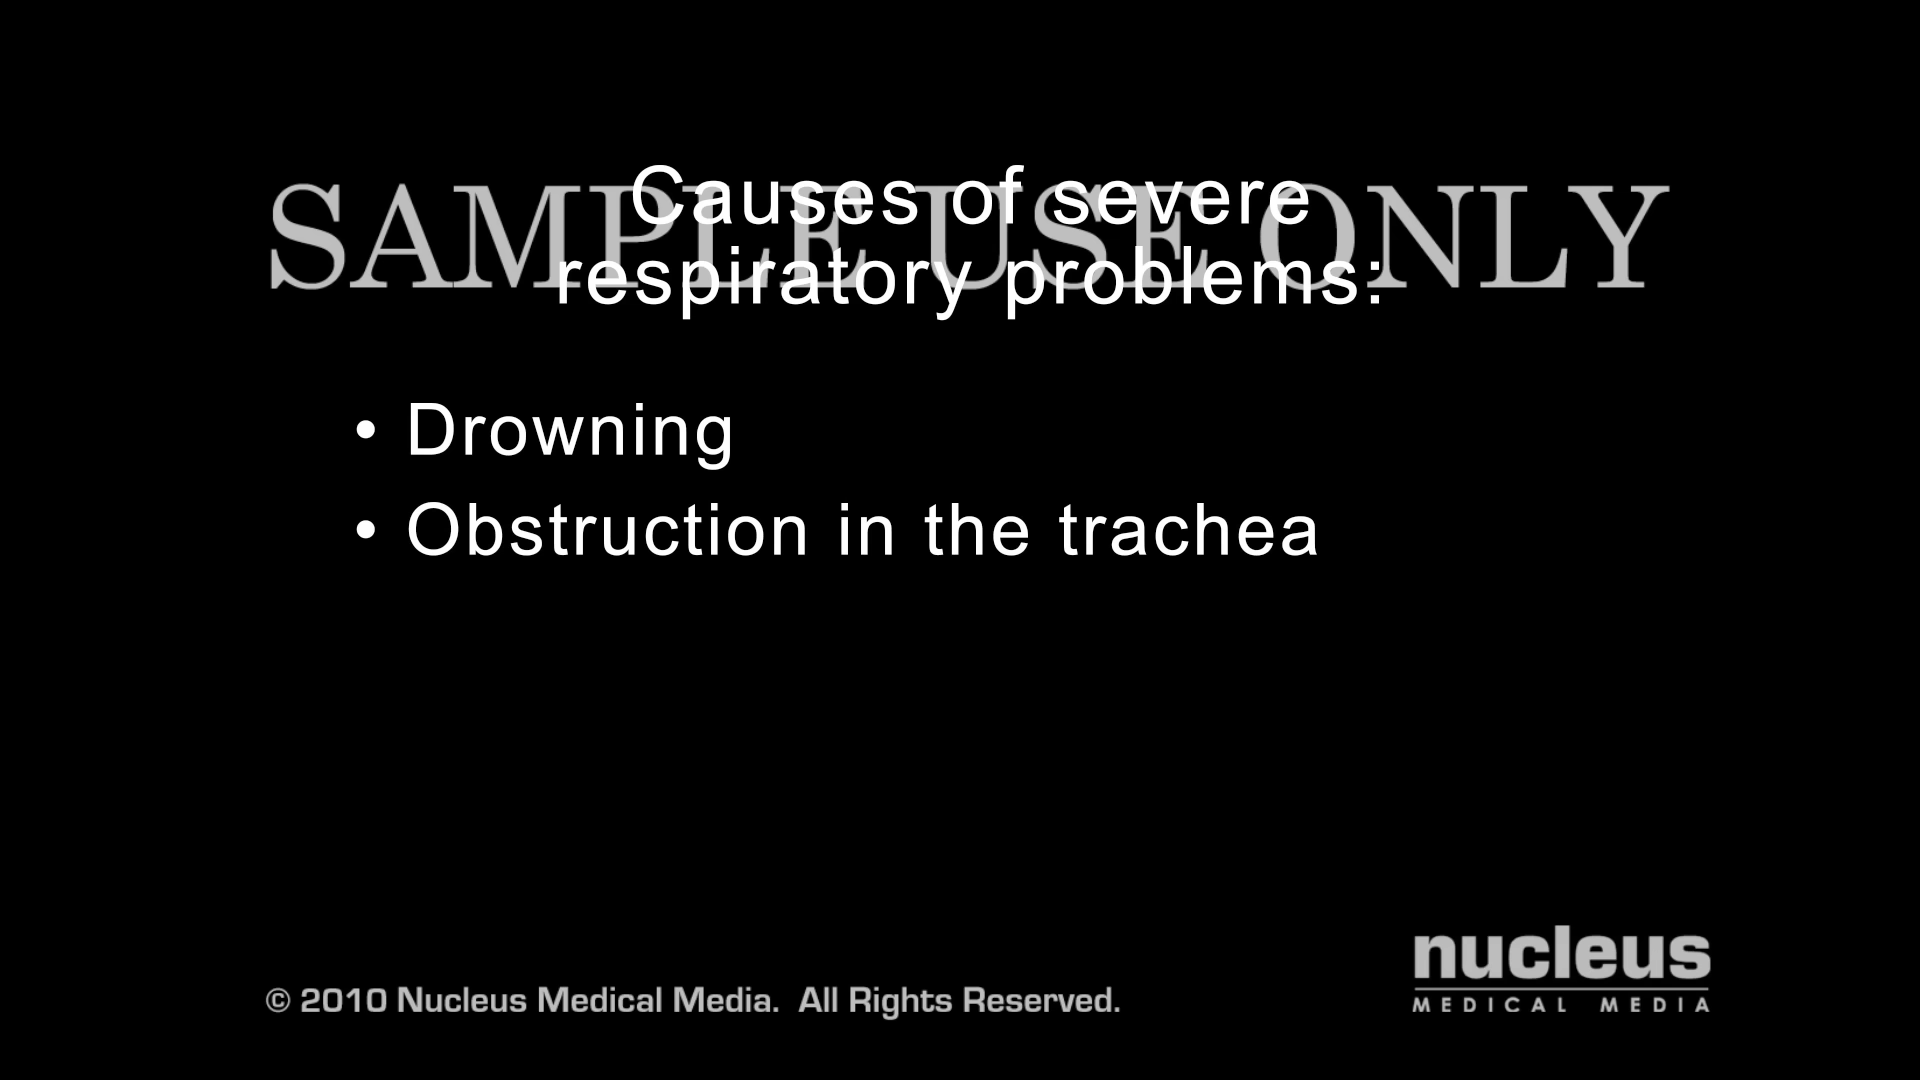 SAMPLE USE ONLY
Causes of severe
respiratory problems:
• Drowning
• Obstruction in the trachea
© 2010 Nucleus Medical Media. All Rights Reserved.
nucleus
MEDICAL MEDIA